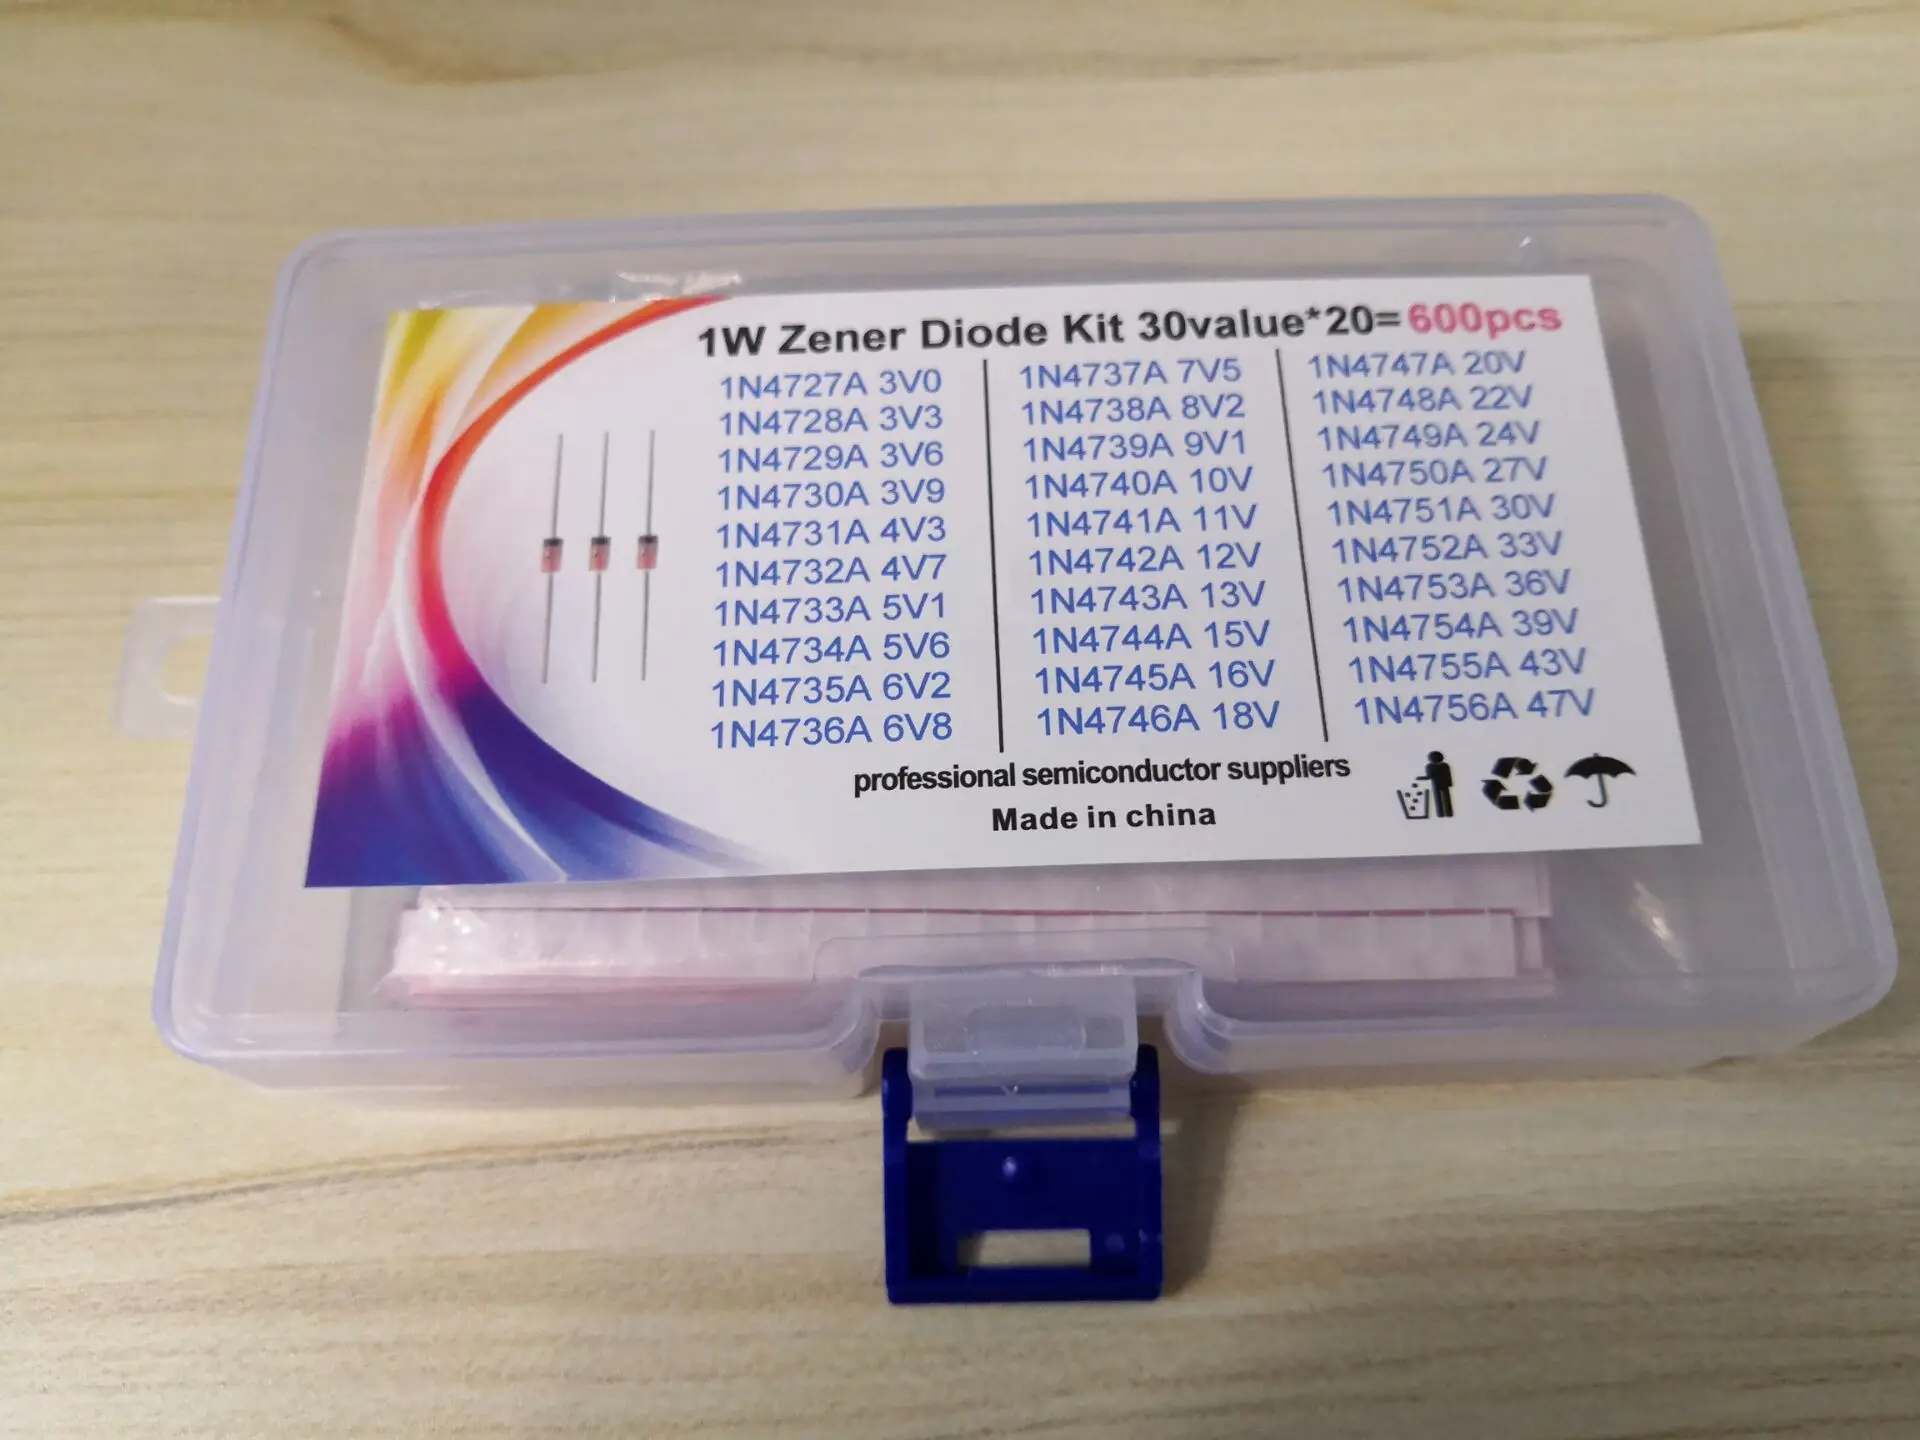 1W Zener Diode Kit 30value*20=600pcs
1N4727A 3V0
1N4728A 3V3
1N4729A 3V6
1N4730A 3V9
1N4731A 4V3
1N4732A 4V7
1N4733A 5V1
1N4734A 5V6
1N4735A 6V2
1N4736A 6V8
1N4737A 7V5
1N4738A 8V2
1N4739A 9V1
1N4740A 10V
1N4741A 11V
1N4742A 12V
1N4743A 13V
1N4744A 15V
1N4745A 16V
1N4746A 18V
1N4747A 20V
1N4748A 22V
1N4749A 24V
1N4750A 27V
1N4751A 30V
1N4752A 33V
1N4753A 36V
1N4754A 39V
1N4755A 43V
1N4756A 47V
professional semiconductor suppliers
Made in china